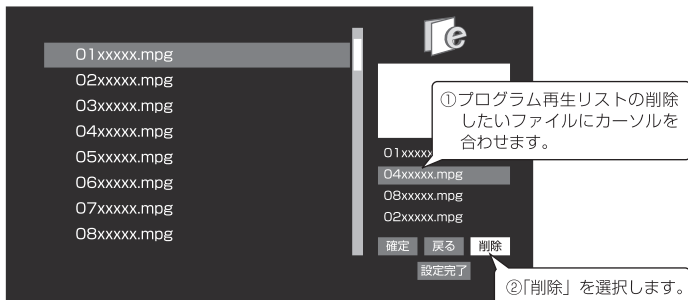 01xxxxx.mpg
02xxxxx.mpg
03xxxxx.mpg
04xxxxx.mpg
05xxxxx.mpg
06xxxxx.mpg
07xxxxx.mpg
08xxxxx.mpg
e
①プログラム再生リストの削除
したいファイルにカーソルを
合わせます。
01xxxx
04xxxxx.mpg
08xxxxx.mpg
02xxxxx.mpg
確定 戻る 削除
設定完了
②「削除」を選択します。